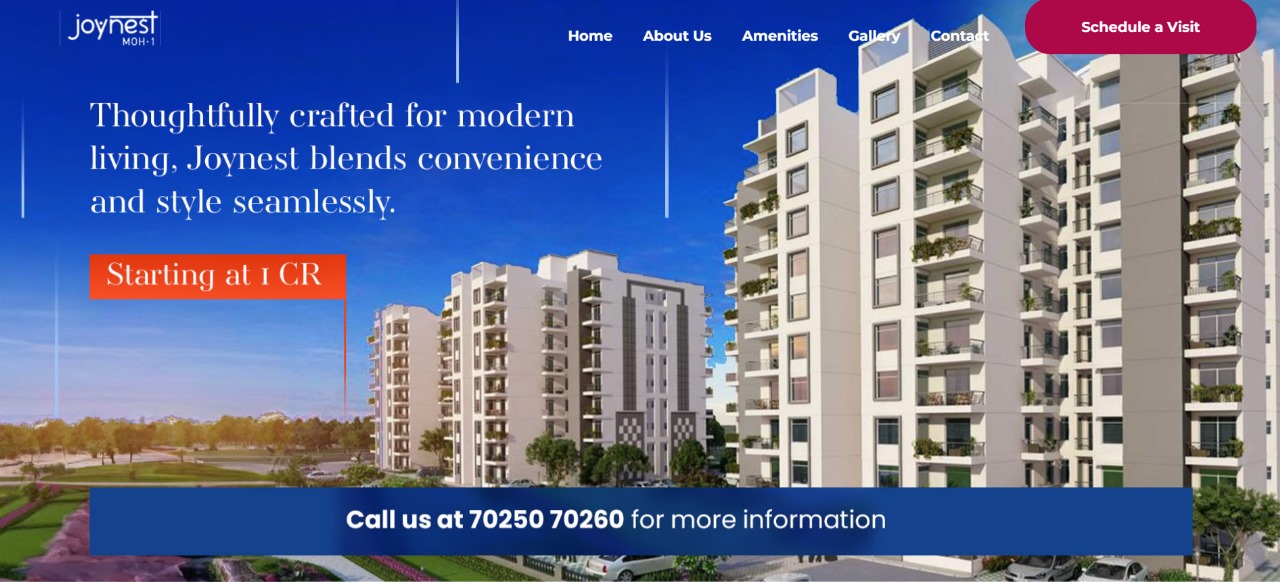 joynest
MOH·1
Home About Us Amenities Gallery Contact Schedule a Visit
Thoughtfully crafted for modern
living, Joynest blends convenience
and style seamlessly.
Starting at 1 CR
Call us at 70250 70260 for more information